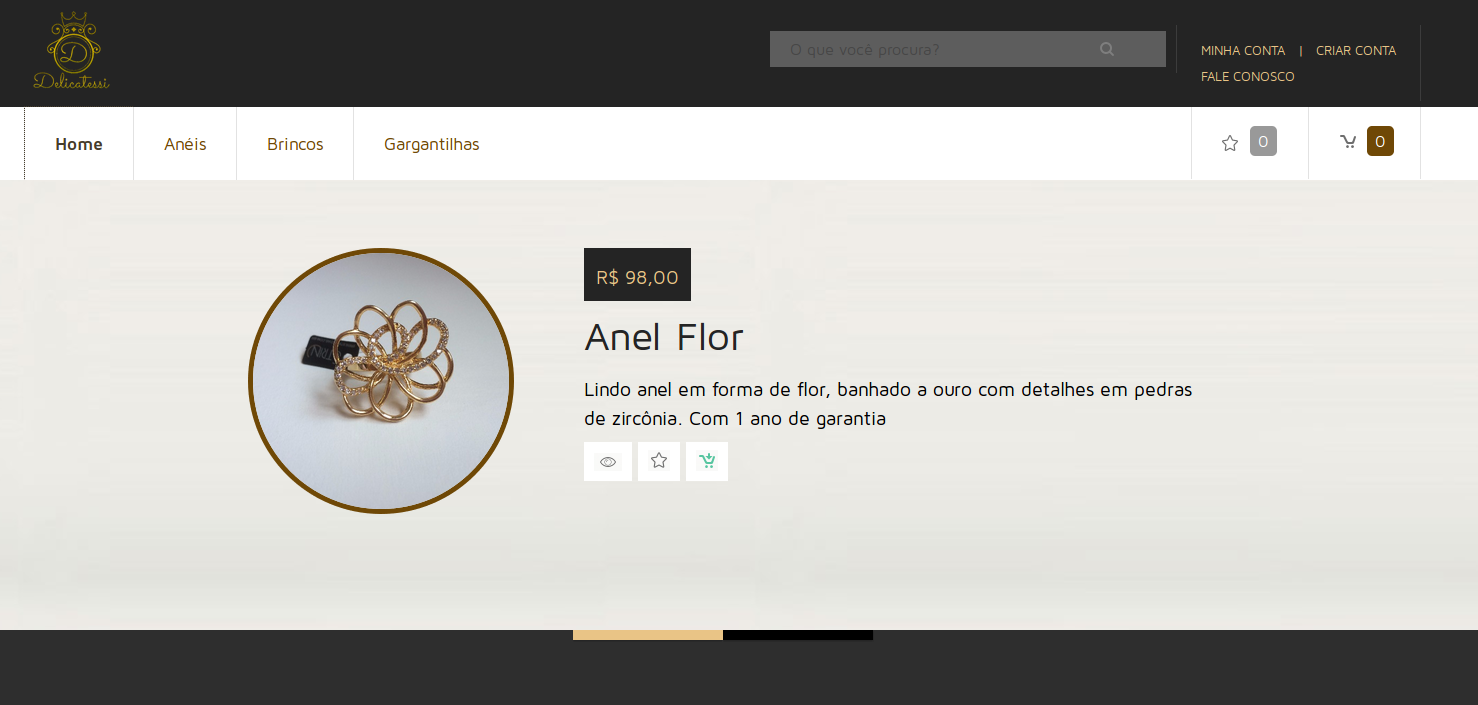 D
Delicatessi
O que você procura?
MINHA CONTA | CRIAR CONTA
FALE CONOSCO
Home Anéis Brincos Gargantilhas 0 0
R$ 98,00
Anel Flor
Lindo anel em forma de flor, banhado a ouro com detalhes em pedras
de zircônia. Com 1 ano de garantia